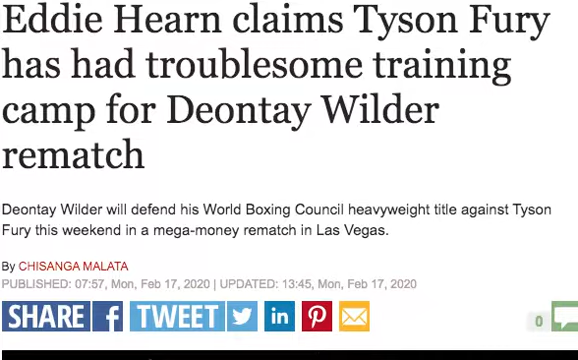 Eddie Hearn claims Tyson Fury
has had troublesome training
camp for Deontay Wilder
rematch
Deontay Wilder will defend his World Boxing Council heavyweight title against Tyson
Fury this weekend in a mega-money rematch in Las Vegas.
By CHISANGA MALATA
PUBLISHED: 07:57, Mon, Feb 17, 2020 | UPDATED: 13:45, Mon, Feb 17, 2020
SHARE f TWEET in 0